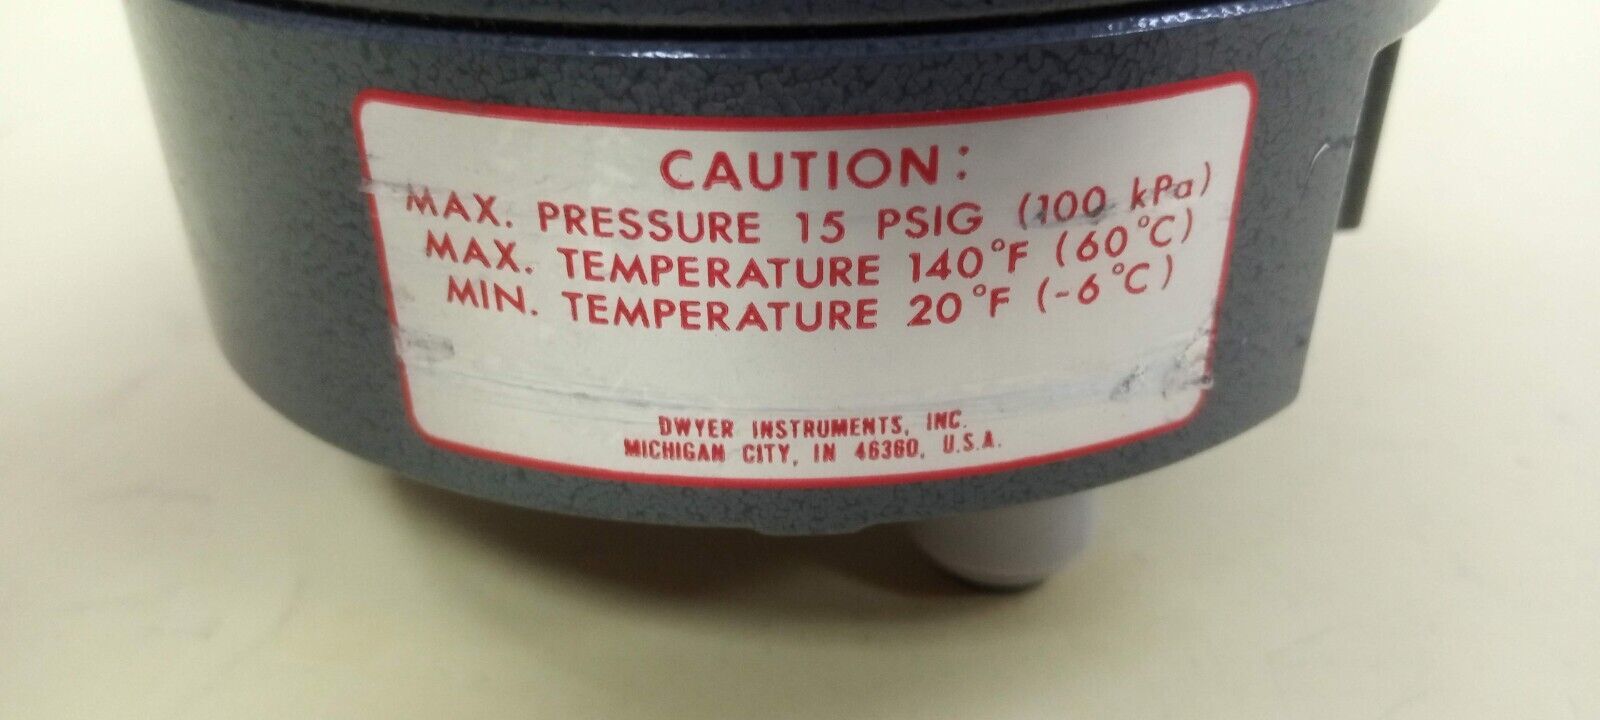 CAUTION:
MAX. PRESSURE 15 PSIG (100 kPa)
MAX. TEMPERATURE 140°F (60°C)
MIN. TEMPERATURE 20°F (-6°C)
DWYER INSTRUMENTS, INC.
MICHIGAN CITY, IN 46360, U.S.A.